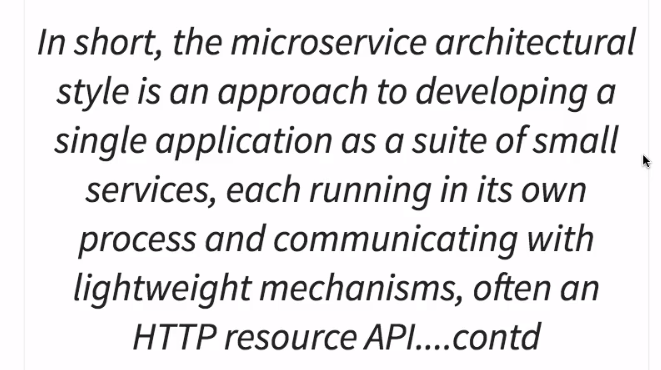 In short, the microservice architectural
style is an approach to developing a
single application as a suite of small
services, each running in its own
process and communicating with
lightweight mechanisms, often an
HTTP resource API....contd